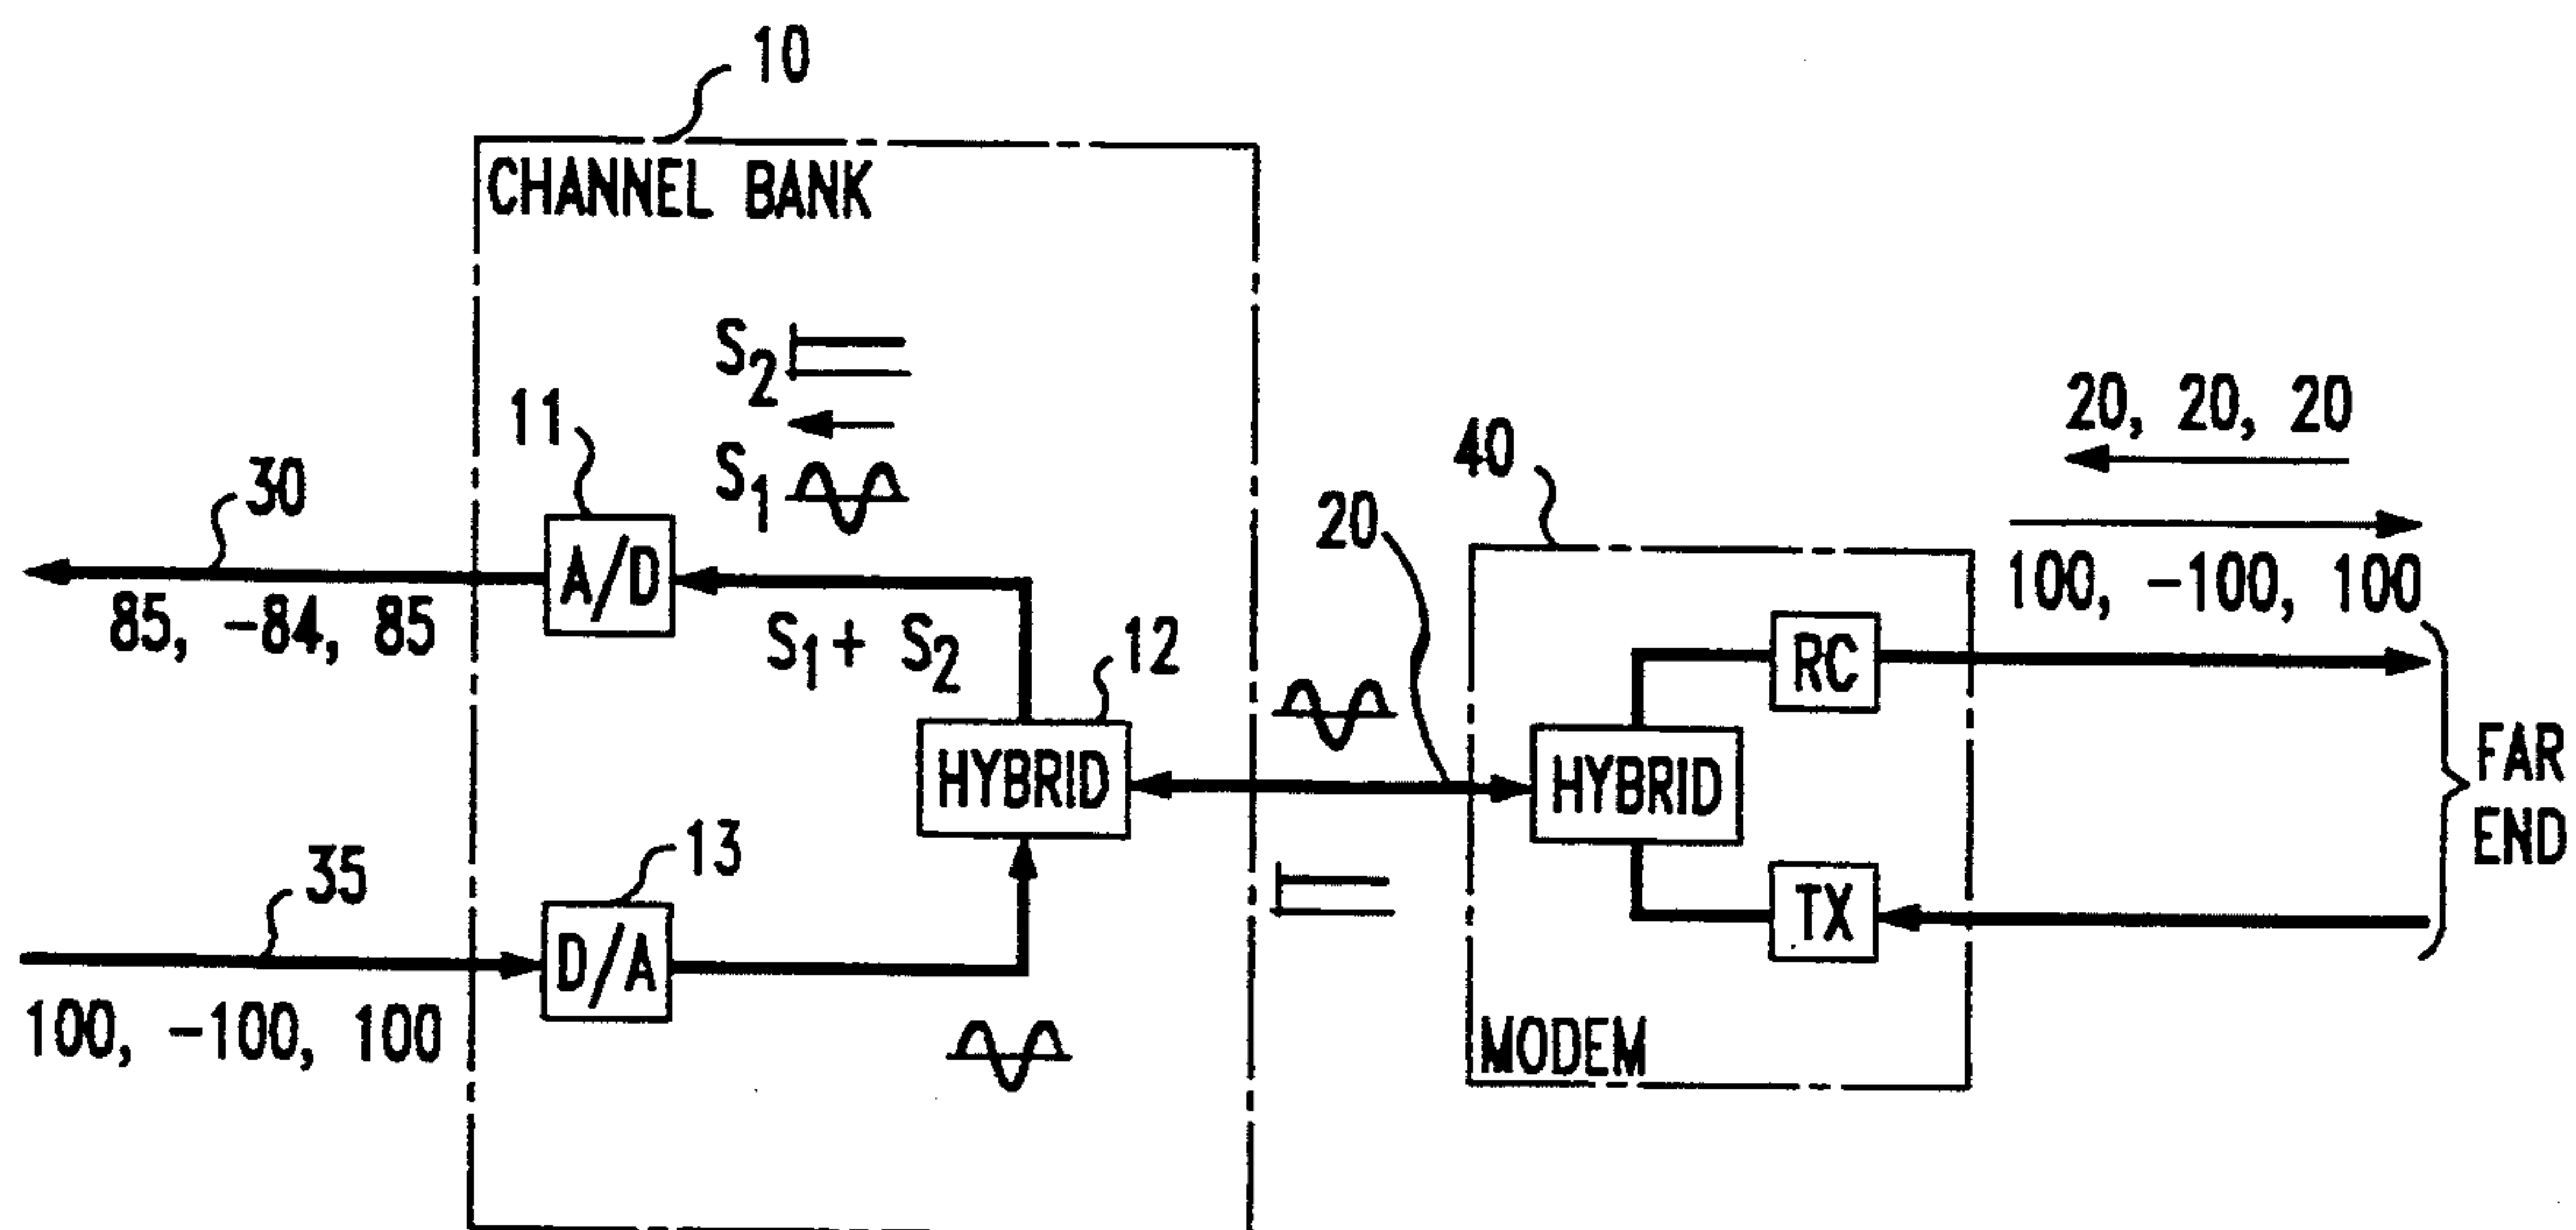 10
CHANNEL BANK
S2
11
S1
30
A/D
85, -84, 85
S1 + S2
12
HYBRID
35
13
D/A
100, -100, 100
20
40
20, 20, 20
100, -100, 100
RC
HYBRID
TX
MODEM
FAR
END